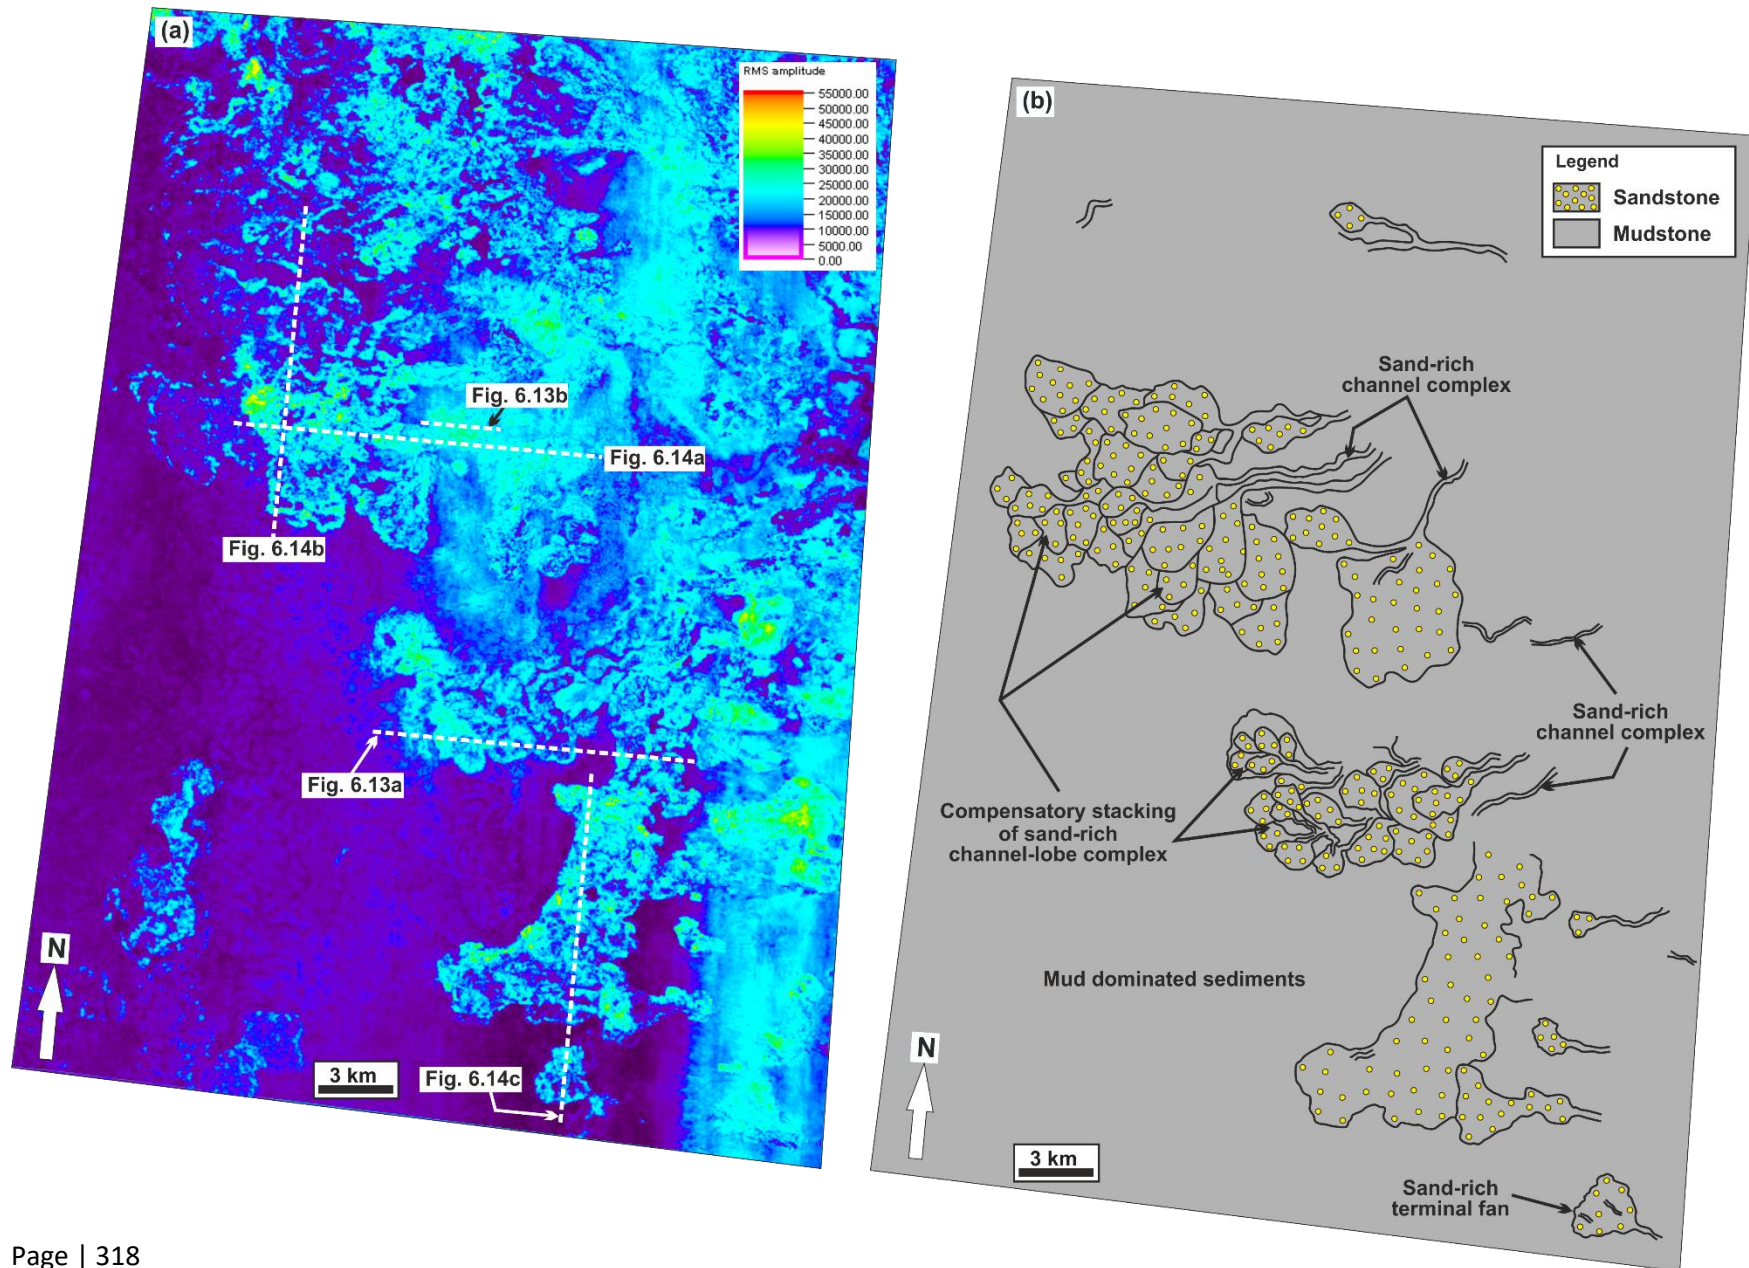 (a)
RMS amplitude
55000.00
50000.00
45000.00
40000.00
35000.00
30000.00
25000.00
20000.00
15000.00
10000.00
5000.00
0.00
Fig. 6.13b
Fig. 6.14a
Fig. 6.14b
Fig. 6.13a
N
3 km
Fig. 6.14c
(b)
Legend
Sandstone
Mudstone
Sand-rich
channel complex
Sand-rich
channel complex
Compensatory stacking
of sand-rich
channel-lobe complex
Mud dominated sediments
N
3 km
Sand-rich
terminal fan
Page | 318